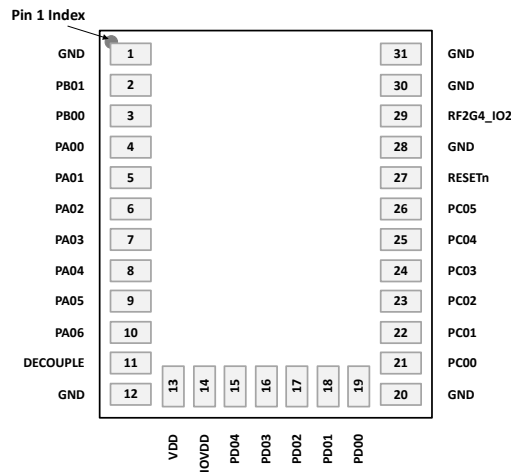 Pin 1 Index
GND 1 31 GND
PB01 2 30 GND
PB00 3 29 RF2G4_IO2
PA00 4 28 GND
PA01 5 27 RESETn
PA02 6 26 PC05
PA03 7 25 PC04
PA04 8 24 PC03
PA05 9 23 PC02
PA06 10 22 PC01
DECOUPLE 11 21 PC00
GND 12 13 14 15 16 17 18 19 20 GND
VDD IOVDD PD04 PD03 PD02 PD01 PD00